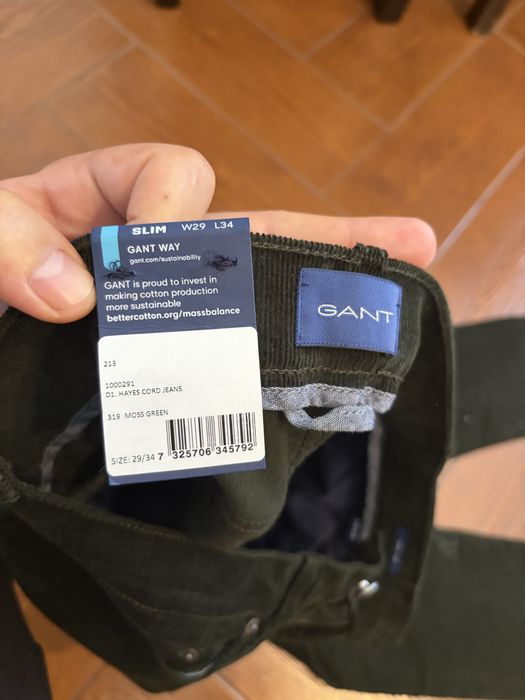 SLIM W29 L34
GANT WAY
gant.com/sustainability
GANT is proud to invest in
making cotton production
more sustainable
bettercotton.org/massbalance
213
1000291
D1. HAYES CORD JEANS
319 MOSS GREEN
SIZE: 29/34 7 325706 345792
GANT